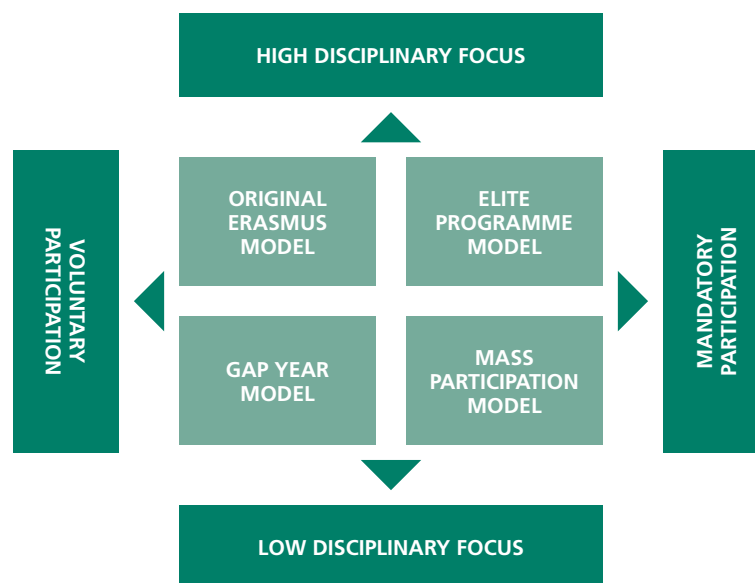 HIGH DISCIPLINARY FOCUS
VOLUNTARY
PARTICIPATION
ORIGINAL
ERASMUS
MODEL
ELITE
PROGRAMME
MODEL
MANDATORY
PARTICIPATION
GAP YEAR
MODEL
MASS
PARTICIPATION
MODEL
LOW DISCIPLINARY FOCUS